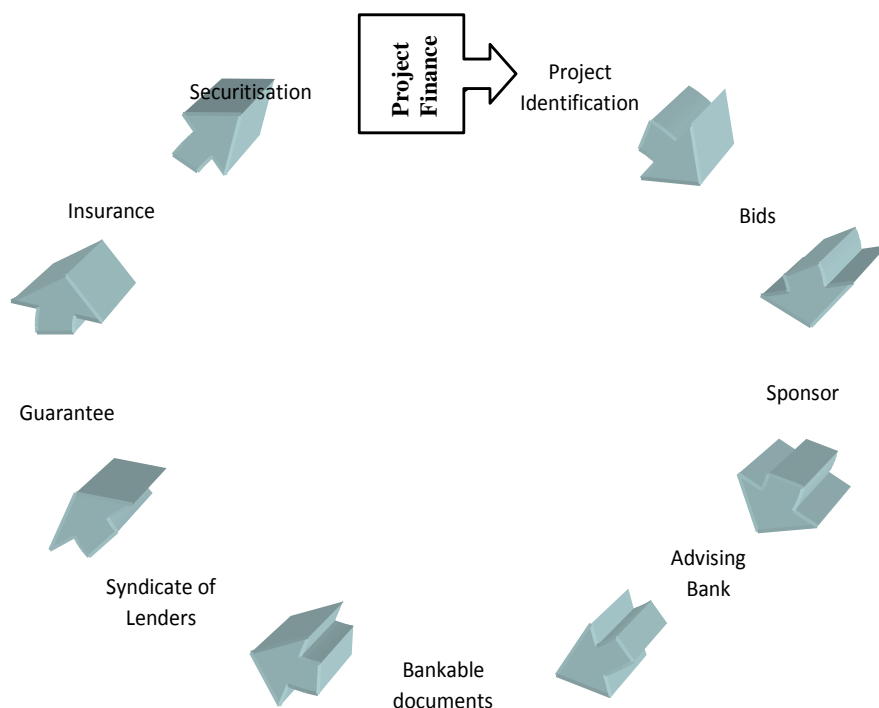 Project
Finance
Project
Identification
Bids
Sponsor
Advising
Bank
Bankable
documents
Syndicate of
Lenders
Guarantee
Insurance
Securitisation